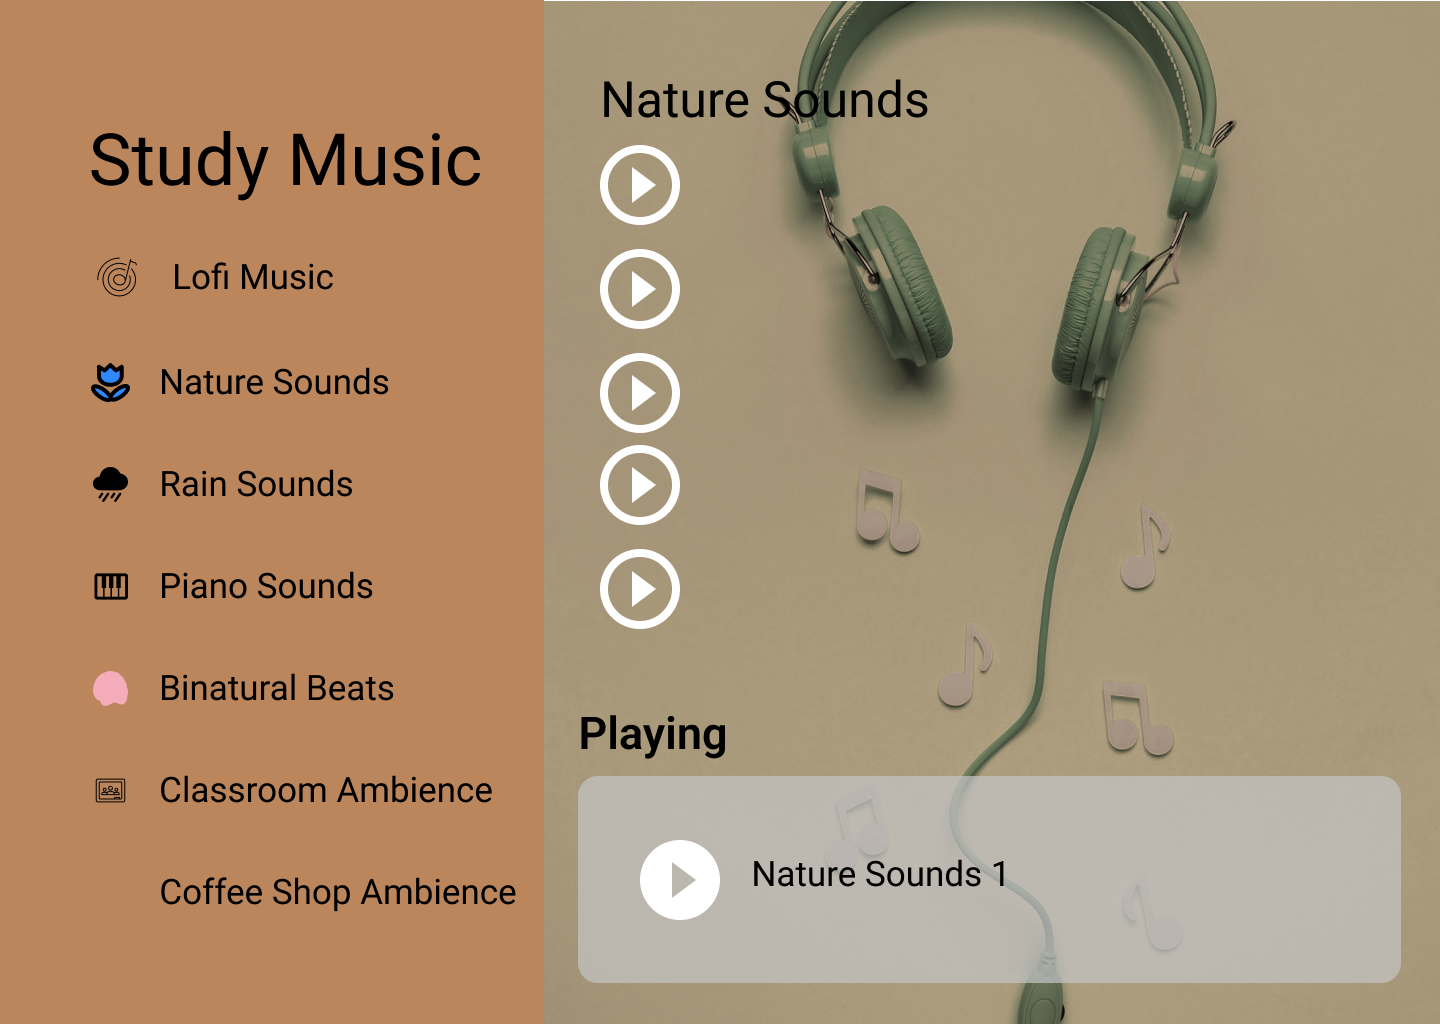 Study Music
Lofi Music
Nature Sounds
Rain Sounds
Piano Sounds
Binatural Beats
Classroom Ambience
Coffee Shop Ambience
Nature Sounds
Playing
Nature Sounds 1